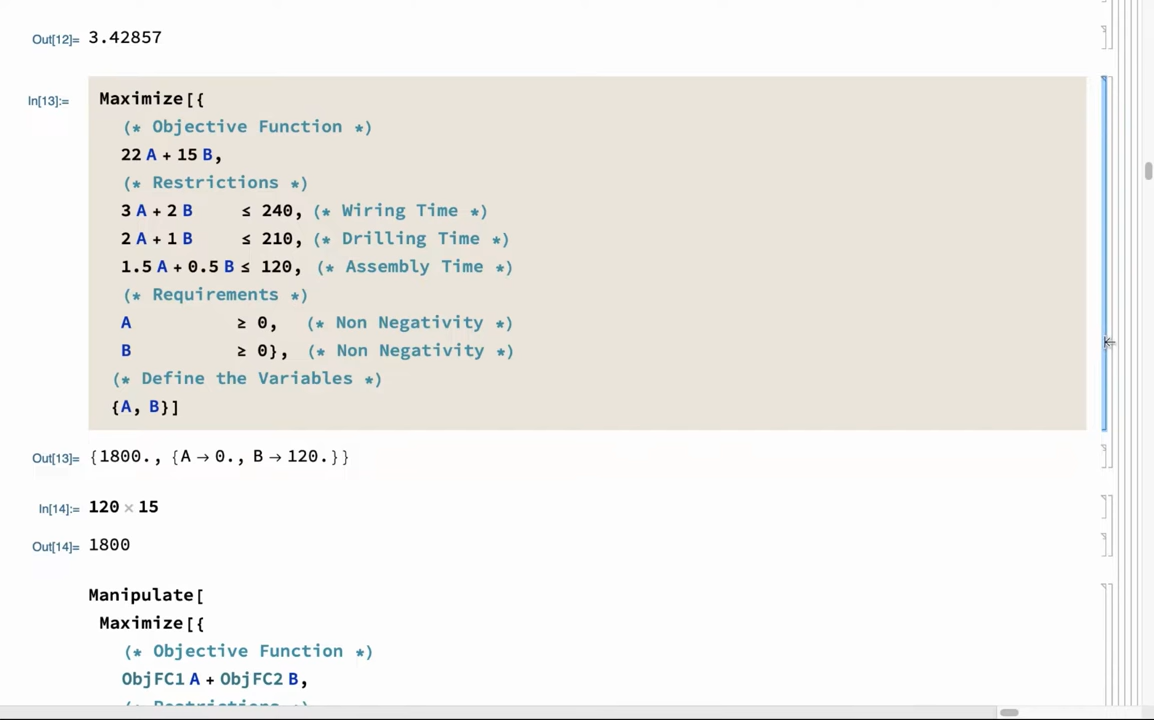 Out[12]= 3.42857
In[13]:= Maximize[{
(* Objective Function *)
22 A + 15 B,
(* Restrictions *)
3 A + 2 B ≤ 240, (* Wiring Time *)
2 A + 1 B ≤ 210, (* Drilling Time *)
1.5 A + 0.5 B ≤ 120, (* Assembly Time *)
(* Requirements *)
A ≥ 0, (* Non Negativity *)
B ≥ 0}, (* Non Negativity *)
(* Define the Variables *)
{A, B}]
Out[13]= {1800., {A → 0., B → 120.}}
In[14]:= 120 × 15
Out[14]= 1800
Manipulate[
Maximize[{
(* Objective Function *)
ObjFC1 A + ObjFC2 B,
(* Restrictions *)